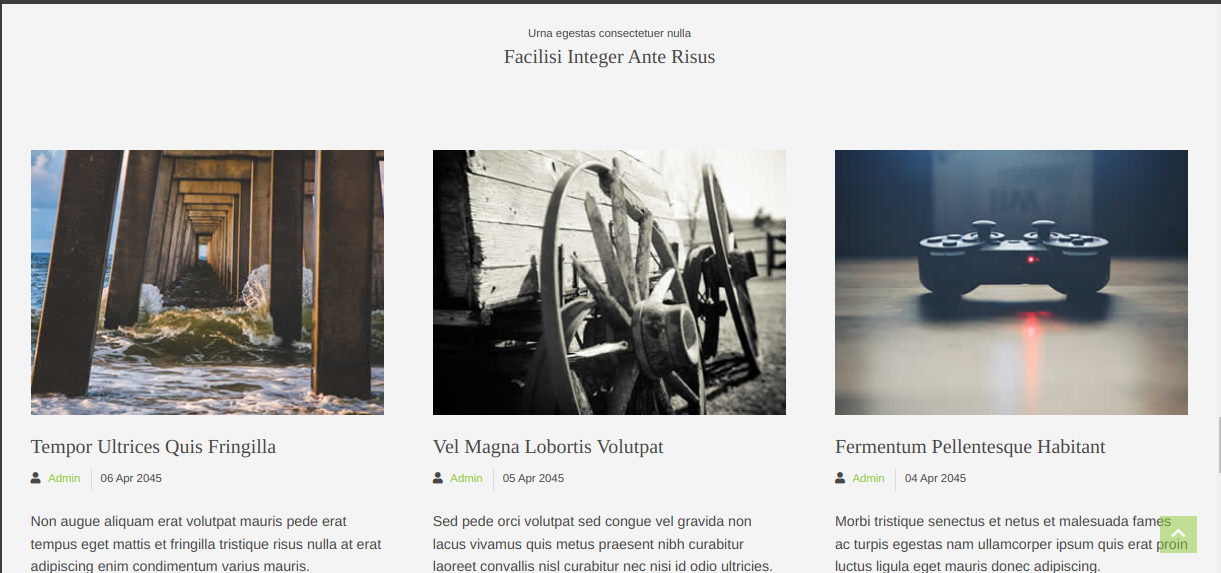 Urna egestas consectetuer nulla
Facilisi Integer Ante Risus
Tempor Ultrices Quis Fringilla
Admin 06 Apr 2045
Non augue aliquam erat volutpat mauris pede erat
tempus eget mattis et fringilla tristique risus nulla at erat
adipiscing enim condimentum varius mauris.
Vel Magna Lobortis Volutpat
Admin 05 Apr 2045
Sed pede orci volutpat sed congue vel gravida non
lacus vivamus quis metus praesent nibh curabitur
laoreet convallis nisl curabitur nec nisi id odio ultricies.
Fermentum Pellentesque Habitant
Admin 04 Apr 2045
Morbi tristique senectus et netus et malesuada fames
ac turpis egestas nam ullamcorper ipsum quis erat proin
luctus ligula eget mauris donec adipiscing.